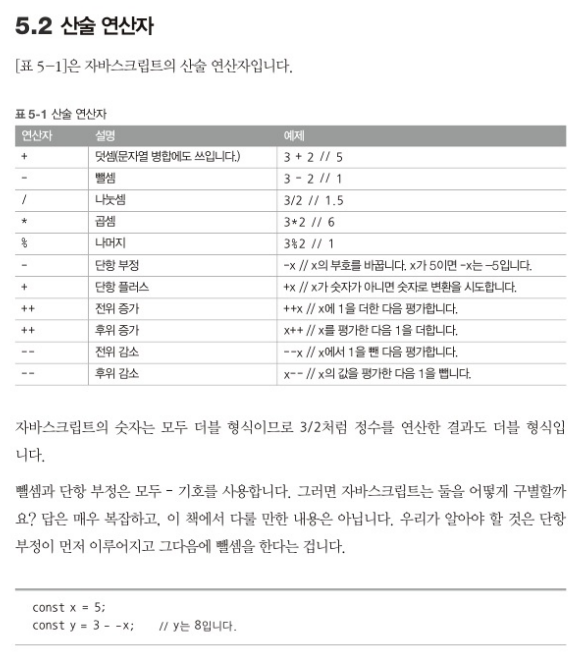 5.2 산술 연산자
[표 5-1]은 자바스크립트의 산술 연산자입니다.
표 5-1 산술 연산자
연산자 설명 예제
+ 덧셈(문자열 병합에도 쓰입니다.) 3 + 2 // 5
- 뺄셈 3 - 2 // 1
/ 나눗셈 3/2 // 1.5
* 곱셈 3*2 // 6
% 나머지 3%2 // 1
- 단항 부정 -x // x의 부호를 바꿉니다. x가 5이면 -x는 -5입니다.
+ 단항 플러스 +x // x가 숫자가 아니면 숫자로 변환을 시도합니다.
++ 전위 증가 ++x // x에 1을 더한 다음 평가합니다.
++ 후위 증가 x++ // x를 평가한 다음 1을 더합니다.
-- 전위 감소 --x // x에서 1을 뺀 다음 평가합니다.
-- 후위 감소 x-- // x의 값을 평가한 다음 1을 뺍니다.
자바스크립트의 숫자는 모두 더블 형식이므로 3/2처럼 정수를 연산한 결과도 더블 형식입
니다.
뺄셈과 단항 부정은 모두 - 기호를 사용합니다. 그러면 자바스크립트는 둘을 어떻게 구별할까
요? 답은 매우 복잡하고, 이 책에서 다룰 만한 내용은 아닙니다. 우리가 알아야 할 것은 단항
부정이 먼저 이루어지고 그다음에 뺄셈을 한다는 겁니다.
const x = 5;
const y = 3 - -x; // y는 8입니다.